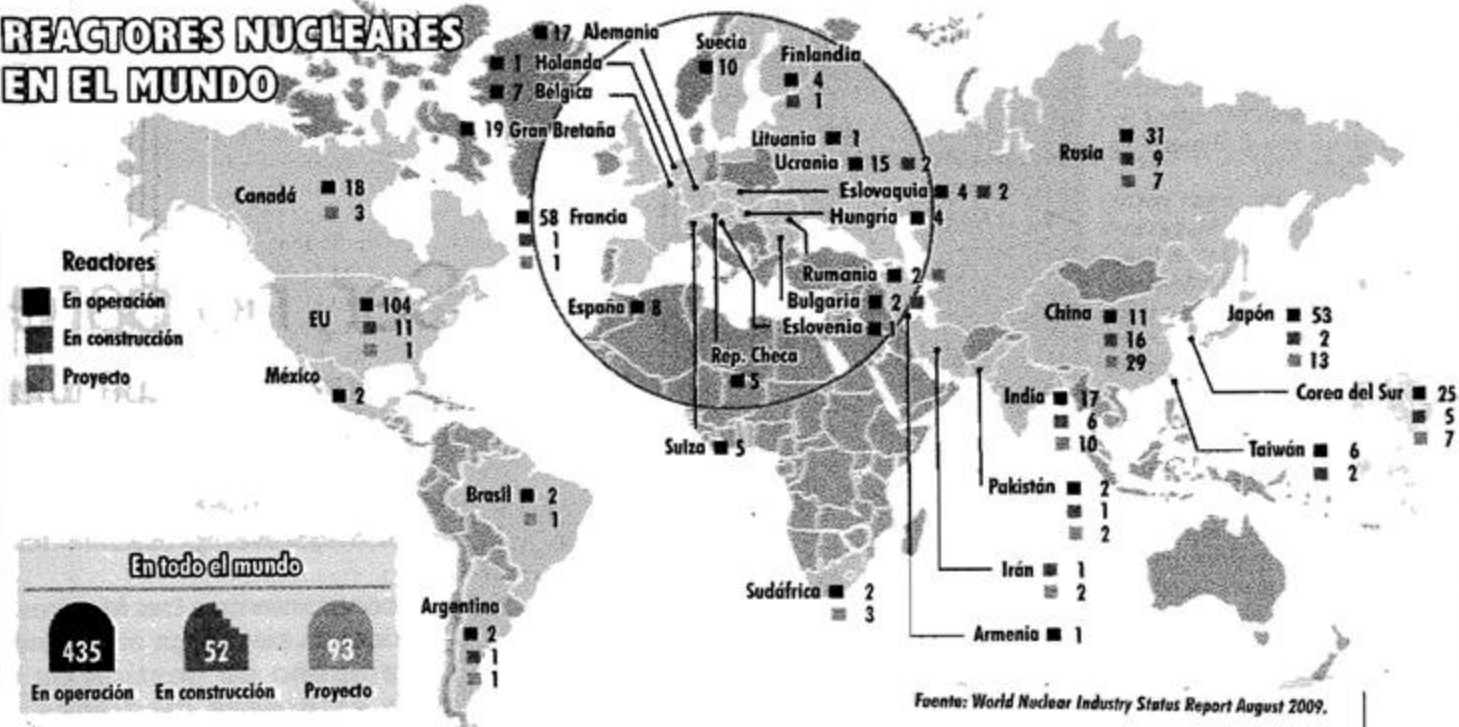 REACTORES NUCLEARES
EN EL MUNDO
17 Alemania
1 Holanda
7 Bélgica
19 Gran Bretaña
Suecia
10
Finlandia
4
1
Lituania 1
Ucrania 15 2
Eslovaquia 4 2
Hungría 4
Rusia 31
9
7
Canadá 18
3
58 Francia
1
1
Reactores
En operación
En construcción
Proyecto
EU 104
11
1
México
2
España 8
Rumania 2
Bulgaria 2
Eslovenia 1
Rep. Checa
5
Suiza 5
China 11
16
29
Japón 53
2
13
Corea del Sur 25
5
7
India 17
6
10
Taiwán 6
2
Pakistán 2
1
2
Brasil 2
1
Irán 1
2
Sudáfrica 2
3
Armenia 1
Argentina
2
1
1
En todo el mundo
435 52 93
En operación En construcción Proyecto
Fuente: World Nuclear Industry Status Report August 2009.